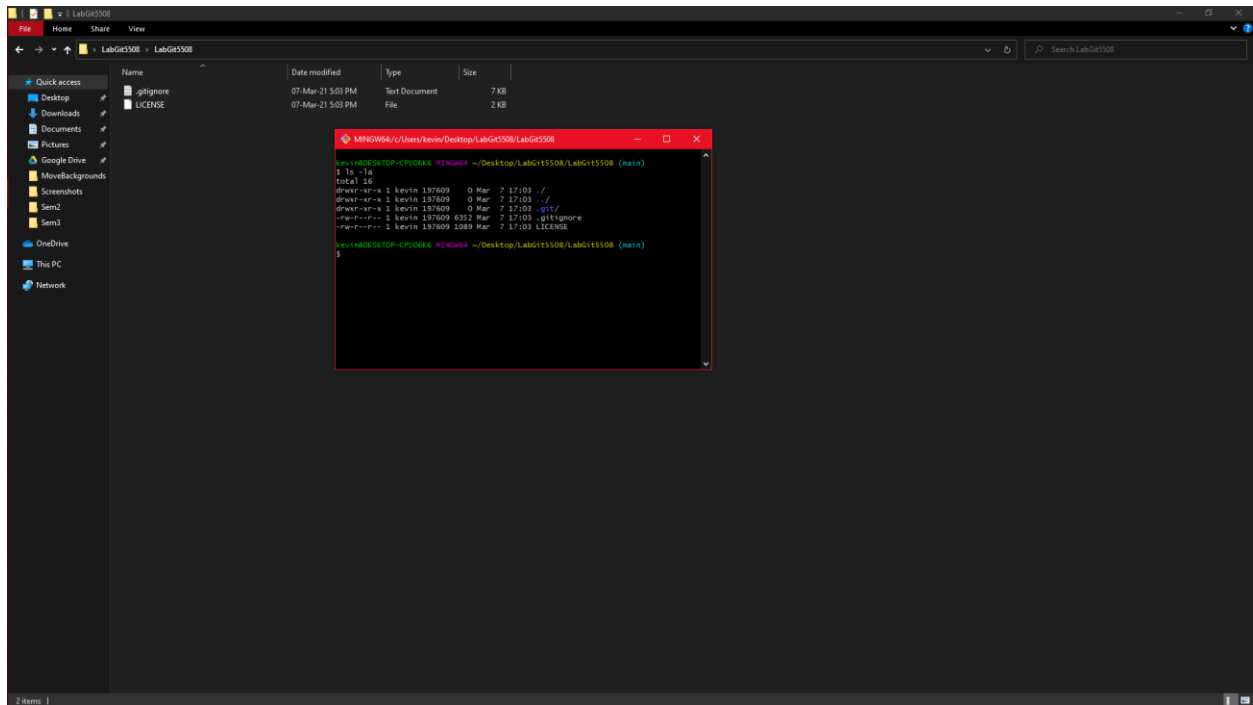 LabGit5508
File Home Share View
LabGit5508 › LabGit5508
Search LabGit5508
Name Date modified Type Size
.gitignore 07-Mar-21 5:03 PM Text Document 7 KB
LICENSE 07-Mar-21 5:03 PM File 2 KB
Quick access
Desktop
Downloads
Documents
Pictures
Google Drive
MoveBackgrounds
Screenshots
Sem2
Sem3
OneDrive
This PC
Network
MINGW64:/c/Users/kevin/Desktop/LabGit5508/LabGit5508
kevin@DESKTOP-CPUD6K6 MINGW64 ~/Desktop/LabGit5508/LabGit5508 (main)
$ ls -la
total 16
drwxr-xr-x 1 kevin 197609 0 Mar 7 17:03 ./
drwxr-xr-x 1 kevin 197609 0 Mar 7 17:03 ../
drwxr-xr-x 1 kevin 197609 0 Mar 7 17:03 .git/
-rw-r--r-- 1 kevin 197609 6352 Mar 7 17:03 .gitignore
-rw-r--r-- 1 kevin 197609 1089 Mar 7 17:03 LICENSE
kevin@DESKTOP-CPUD6K6 MINGW64 ~/Desktop/LabGit5508/LabGit5508 (main)
$
2 items